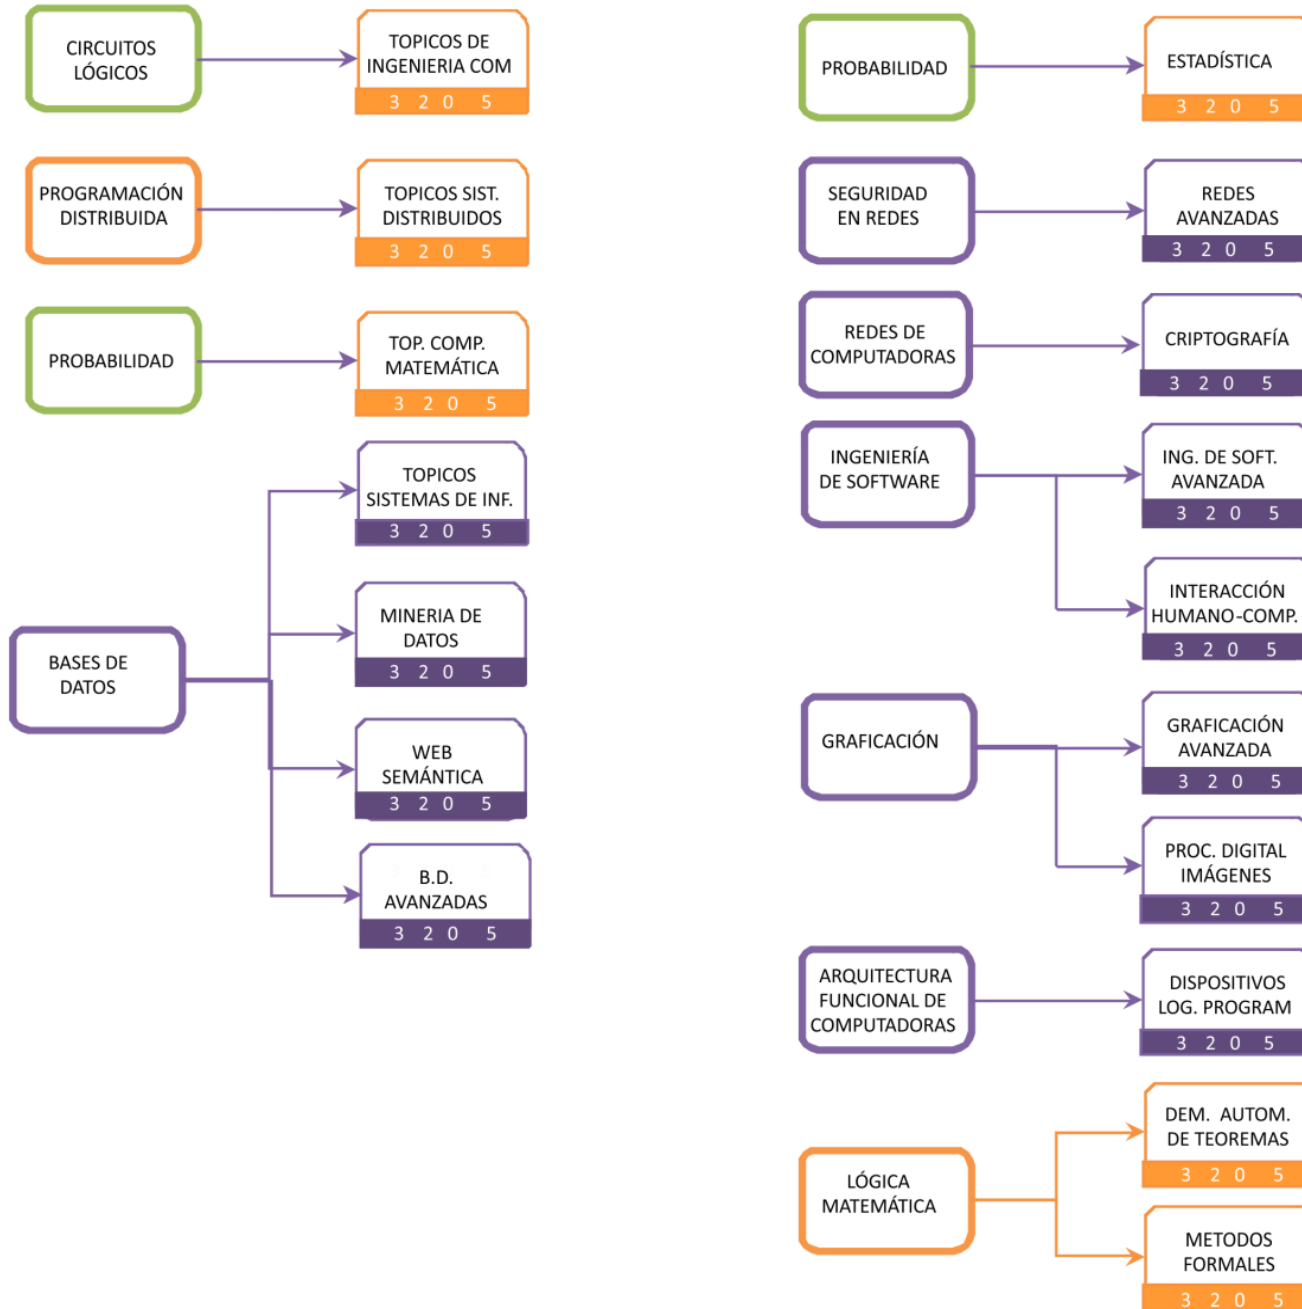 CIRCUITOS
LÓGICOS
TOPICOS DE
INGENIERIA COM
3 2 0 5
PROGRAMACIÓN
DISTRIBUIDA
TOPICOS SIST.
DISTRIBUIDOS
3 2 0 5
PROBABILIDAD
TOP. COMP.
MATEMÁTICA
3 2 0 5
BASES DE
DATOS
TOPICOS
SISTEMAS DE INF.
3 2 0 5
MINERIA DE
DATOS
3 2 0 5
WEB
SEMÁNTICA
3 2 0 5
B.D.
AVANZADAS
3 2 0 5
PROBABILIDAD
ESTADÍSTICA
3 2 0 5
SEGURIDAD
EN REDES
REDES
AVANZADAS
3 2 0 5
REDES DE
COMPUTADORAS
CRIPTOGRAFÍA
3 2 0 5
INGENIERÍA
DE SOFTWARE
ING. DE SOFT.
AVANZADA
3 2 0 5
INTERACCIÓN
HUMANO-COMP.
3 2 0 5
GRAFICACIÓN
GRAFICACIÓN
AVANZADA
3 2 0 5
PROC. DIGITAL
IMÁGENES
3 2 0 5
ARQUITECTURA
FUNCIONAL DE
COMPUTADORAS
DISPOSITIVOS
LOG. PROGRAM
3 2 0 5
LÓGICA
MATEMÁTICA
DEM. AUTOM.
DE TEOREMAS
3 2 0 5
METODOS
FORMALES
3 2 0 5